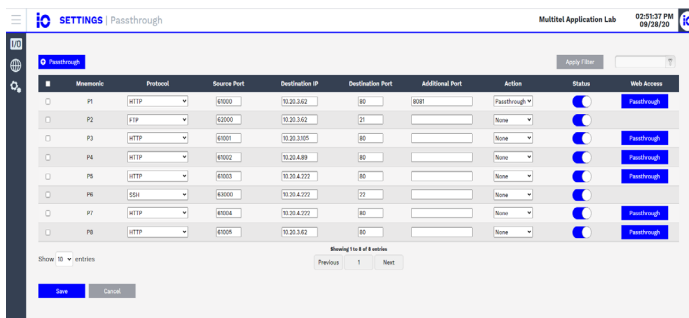 iO SETTINGS | Passthrough Multitel Application Lab 02:51:37 PM
09/28/20
iO
I/O
Passthrough Apply Filter
Mnemonic Protocol Source Port Destination IP Destination Port Additional Port Action Status Web Access
P1 HTTP 61000 10.20.3.62 80 8081 Passthrough Passthrough
P2 FTP 62000 10.20.3.62 21 None
P3 HTTP 61001 10.20.3.105 80 None Passthrough
P4 HTTP 61002 10.20.4.89 80 None Passthrough
P5 HTTP 61003 10.20.4.222 80 None Passthrough
P6 SSH 63000 10.20.4.222 22 None
P7 HTTP 61004 10.20.4.222 80 None Passthrough
P8 HTTP 61005 10.20.3.62 80 None Passthrough
Showing 1 to 8 of 8 entries
Show 10 entries Previous 1 Next
Save Cancel